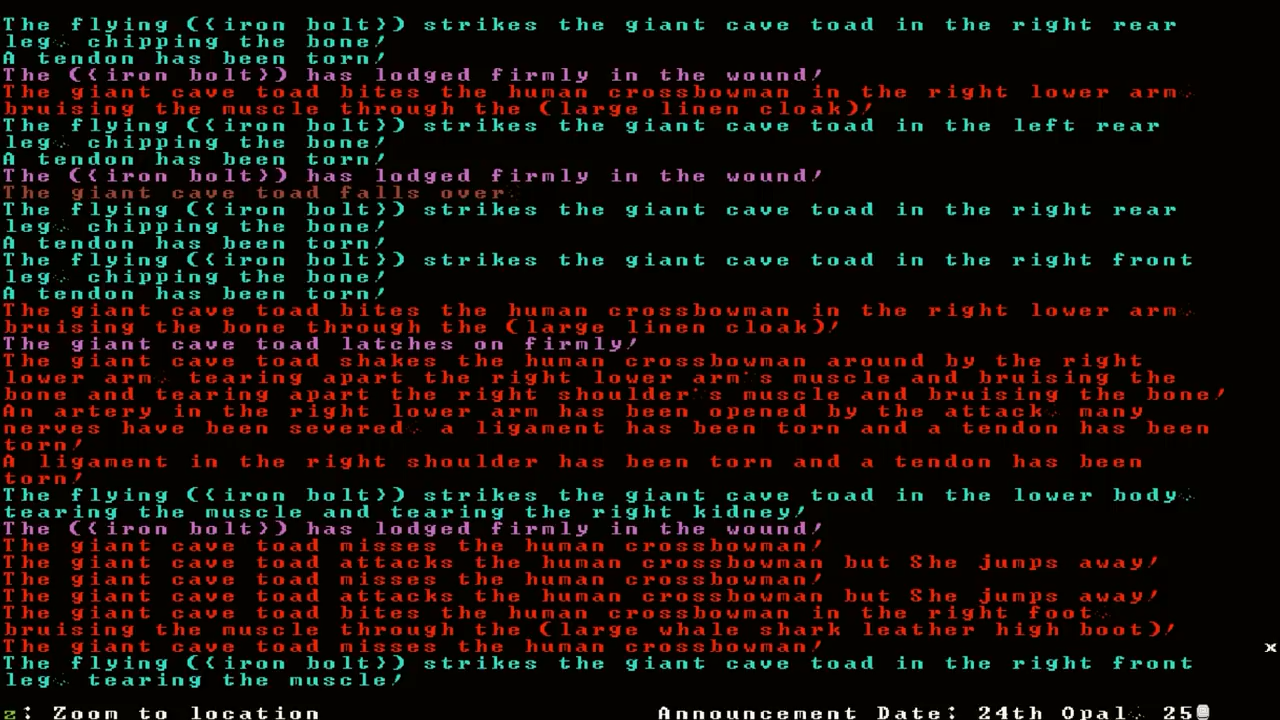 The flying ({iron bolt}) strikes the giant cave toad in the right rear
leg, chipping the bone!
A tendon has been torn!
The ({iron bolt}) has lodged firmly in the wound!
The giant cave toad bites the human crossbowman in the right lower arm,
bruising the muscle through the (large linen cloak)!
The flying ({iron bolt}) strikes the giant cave toad in the left rear
leg, chipping the bone!
A tendon has been torn!
The ({iron bolt}) has lodged firmly in the wound!
The giant cave toad falls over.
The flying ({iron bolt}) strikes the giant cave toad in the right rear
leg, chipping the bone!
A tendon has been torn!
The flying ({iron bolt}) strikes the giant cave toad in the right front
leg, chipping the bone!
A tendon has been torn!
The giant cave toad bites the human crossbowman in the right lower arm,
bruising the bone through the (large linen cloak)!
The giant cave toad latches on firmly!
The giant cave toad shakes the human crossbowman around by the right
lower arm, tearing apart the right lower arm's muscle and bruising the
bone and tearing apart the right shoulder's muscle and bruising the bone!
An artery in the right lower arm has been opened by the attack, many
nerves have been severed, a ligament has been torn and a tendon has been
torn!
A ligament in the right shoulder has been torn and a tendon has been
torn!
The flying ({iron bolt}) strikes the giant cave toad in the lower body,
tearing the muscle and tearing the right kidney!
The ({iron bolt}) has lodged firmly in the wound!
The giant cave toad misses the human crossbowman!
The giant cave toad attacks the human crossbowman but She jumps away!
The giant cave toad misses the human crossbowman!
The giant cave toad attacks the human crossbowman but She jumps away!
The giant cave toad bites the human crossbowman in the right foot,
bruising the muscle through the (large whale shark leather high boot)!
The giant cave toad misses the human crossbowman!
x
The flying ({iron bolt}) strikes the giant cave toad in the right front
leg, tearing the muscle!
z: Zoom to location Announcement Date: 24th Opal, 25